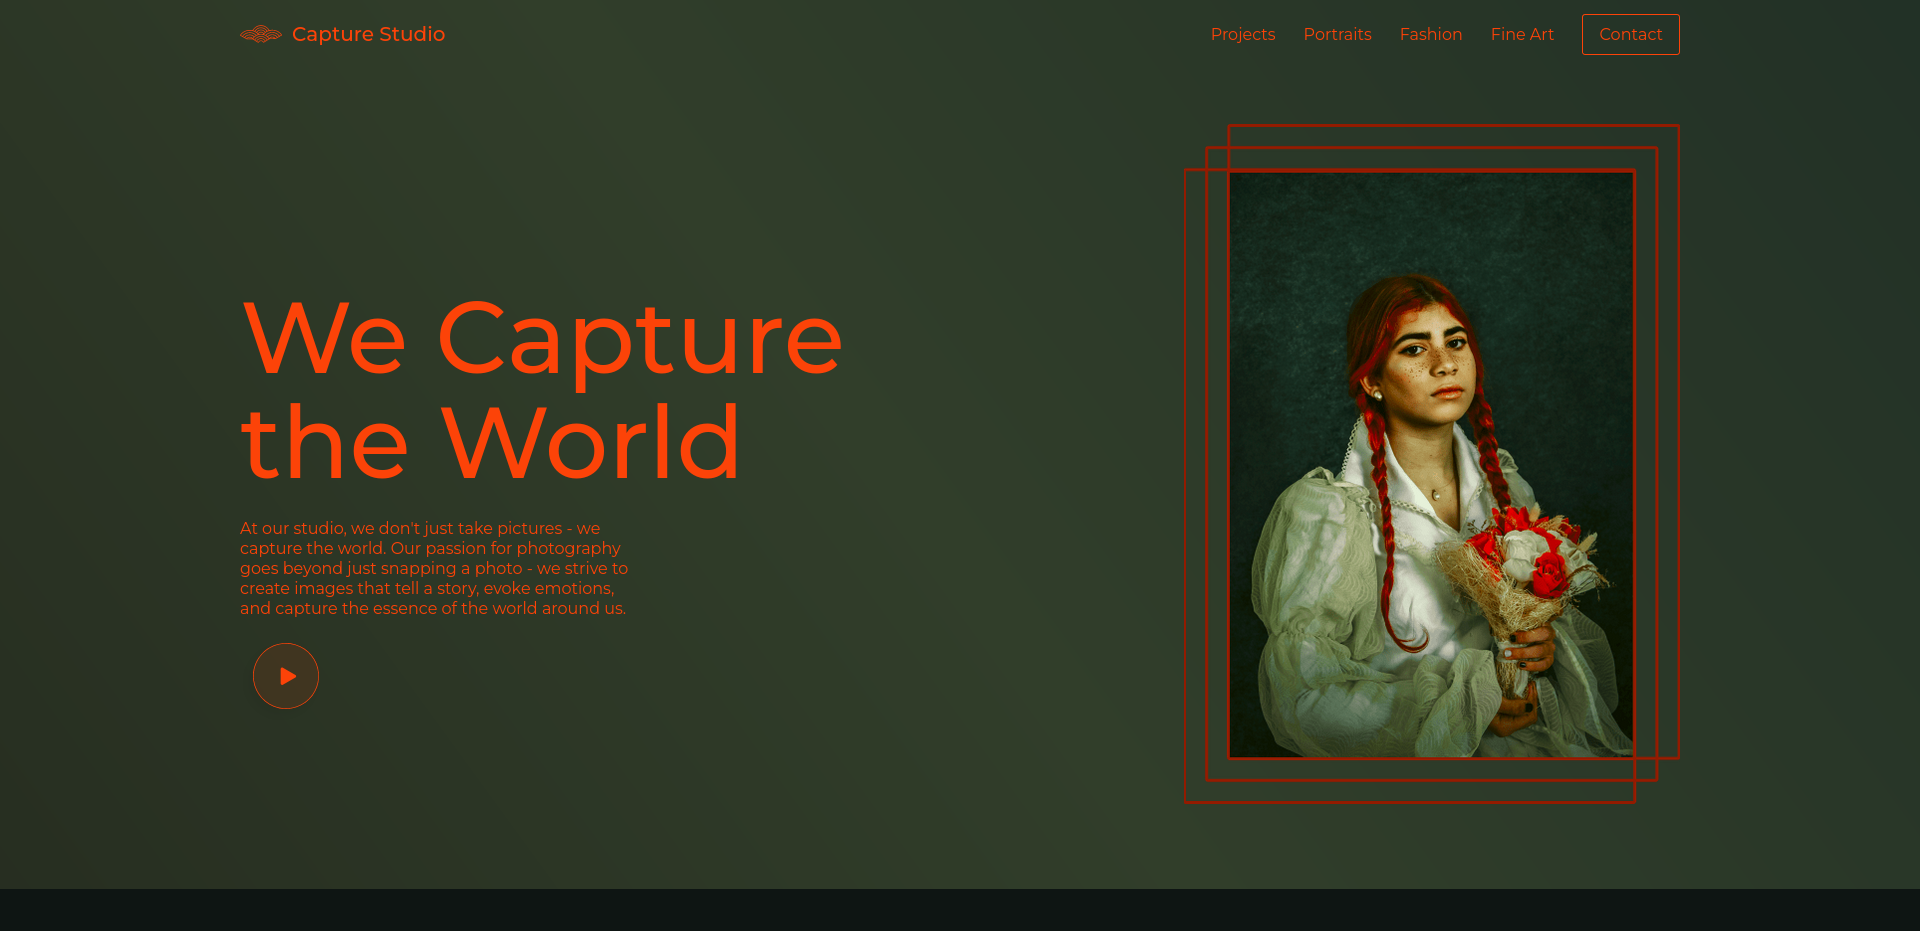 Capture Studio
Projects Portraits Fashion Fine Art Contact
We Capture
the World
At our studio, we don't just take pictures - we
capture the world. Our passion for photography
goes beyond just snapping a photo - we strive to
create images that tell a story, evoke emotions,
and capture the essence of the world around us.